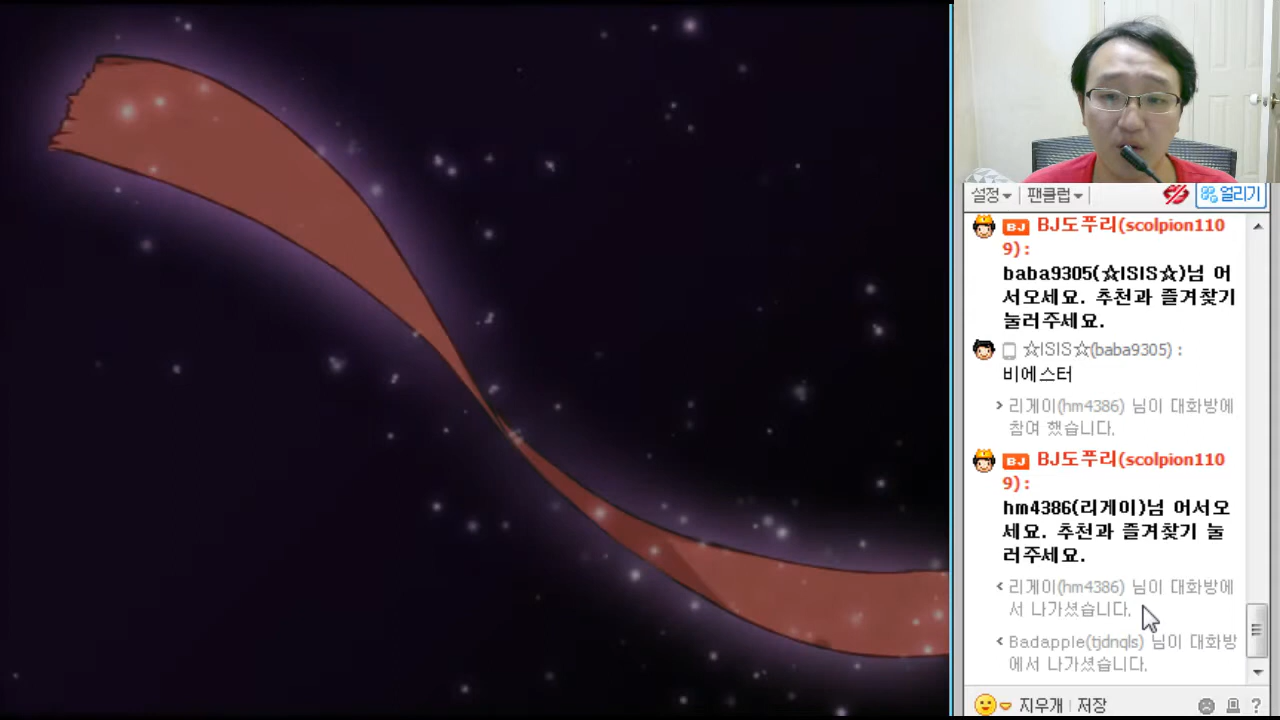 설정 팬클럽 얼리기
BJ BJ도푸리(scolpion110
9) :
baba9305(☆ISIS☆)님 어
서오세요. 추천과 즐겨찾기
눌러주세요.
☆ISIS☆(baba9305) :
비에스터
> 리게이(hm4386) 님이 대화방에
참여 했습니다.
BJ BJ도푸리(scolpion110
9) :
hm4386(리게이)님 어서오
세요. 추천과 즐겨찾기 눌
러주세요.
< 리게이(hm4386) 님이 대화방에
서 나가셨습니다.
< Badapple(tjdnqls) 님이 대화방
에서 나가셨습니다.
지우개 저장 ?